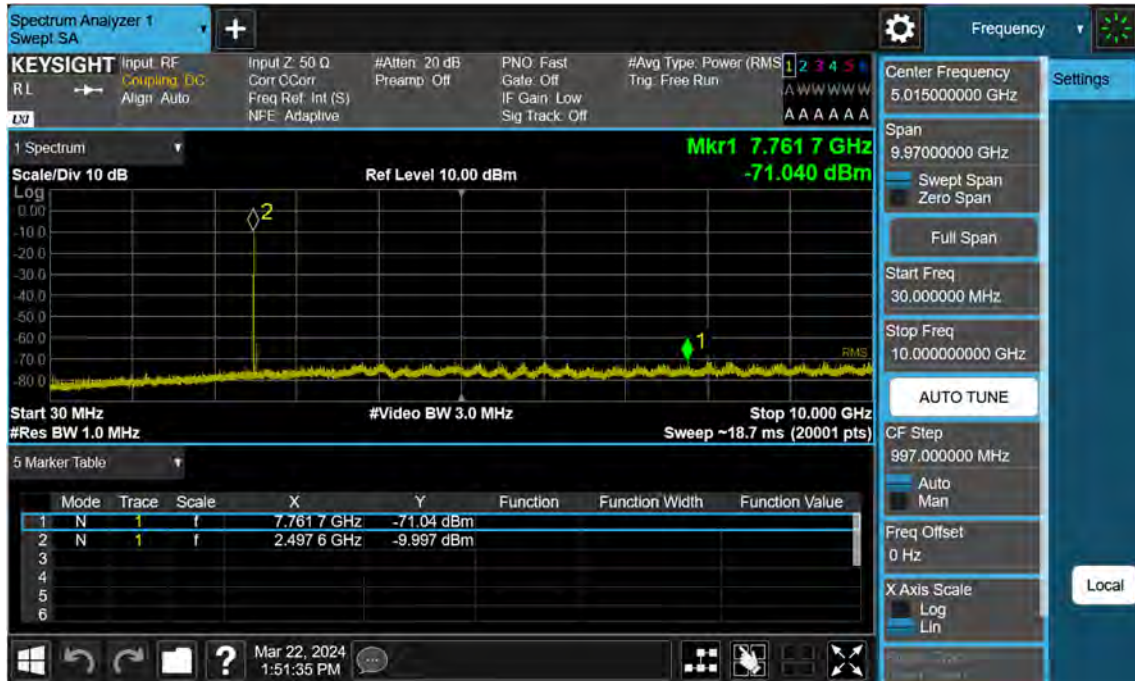 Spectrum Analyzer 1
Swept SA
Frequency
KEYSIGHT
RL
LXI
Input: RF
Coupling: DC
Align: Auto
Input Z: 50 Ω
Corr CCorr
Freq Ref: Int (S)
NFE: Adaptive
#Atten: 20 dB
Preamp: Off
PNO: Fast
Gate: Off
IF Gain: Low
Sig Track: Off
#Avg Type: Power (RMS
Trig: Free Run
1 2 3 4 5 6
A W W W W W
A A A A A A
1 Spectrum
Mkr1 7.761 7 GHz
Scale/Div 10 dB
Ref Level 10.00 dBm
-71.040 dBm
Log
0.00
-10.0
-20.0
-30.0
-40.0
-50.0
-60.0
-70.0
-80.0
2
1
RMS
Start 30 MHz
#Video BW 3.0 MHz
Stop 10.000 GHz
#Res BW 1.0 MHz
Sweep ~18.7 ms (20001 pts)
5 Marker Table
Mode Trace Scale X Y Function Function Width Function Value
1 N 1 f 7.761 7 GHz -71.04 dBm
2 N 1 f 2.497 6 GHz -9.997 dBm
3
4
5
6
Center Frequency
5.015000000 GHz
Span
9.97000000 GHz
Swept Span
Zero Span
Full Span
Start Freq
30.000000 MHz
Stop Freq
10.000000000 GHz
AUTO TUNE
CF Step
997.000000 MHz
Auto
Man
Freq Offset
0 Hz
X Axis Scale
Log
Lin
Settings
Local
?
Mar 22, 2024
1:51:35 PM